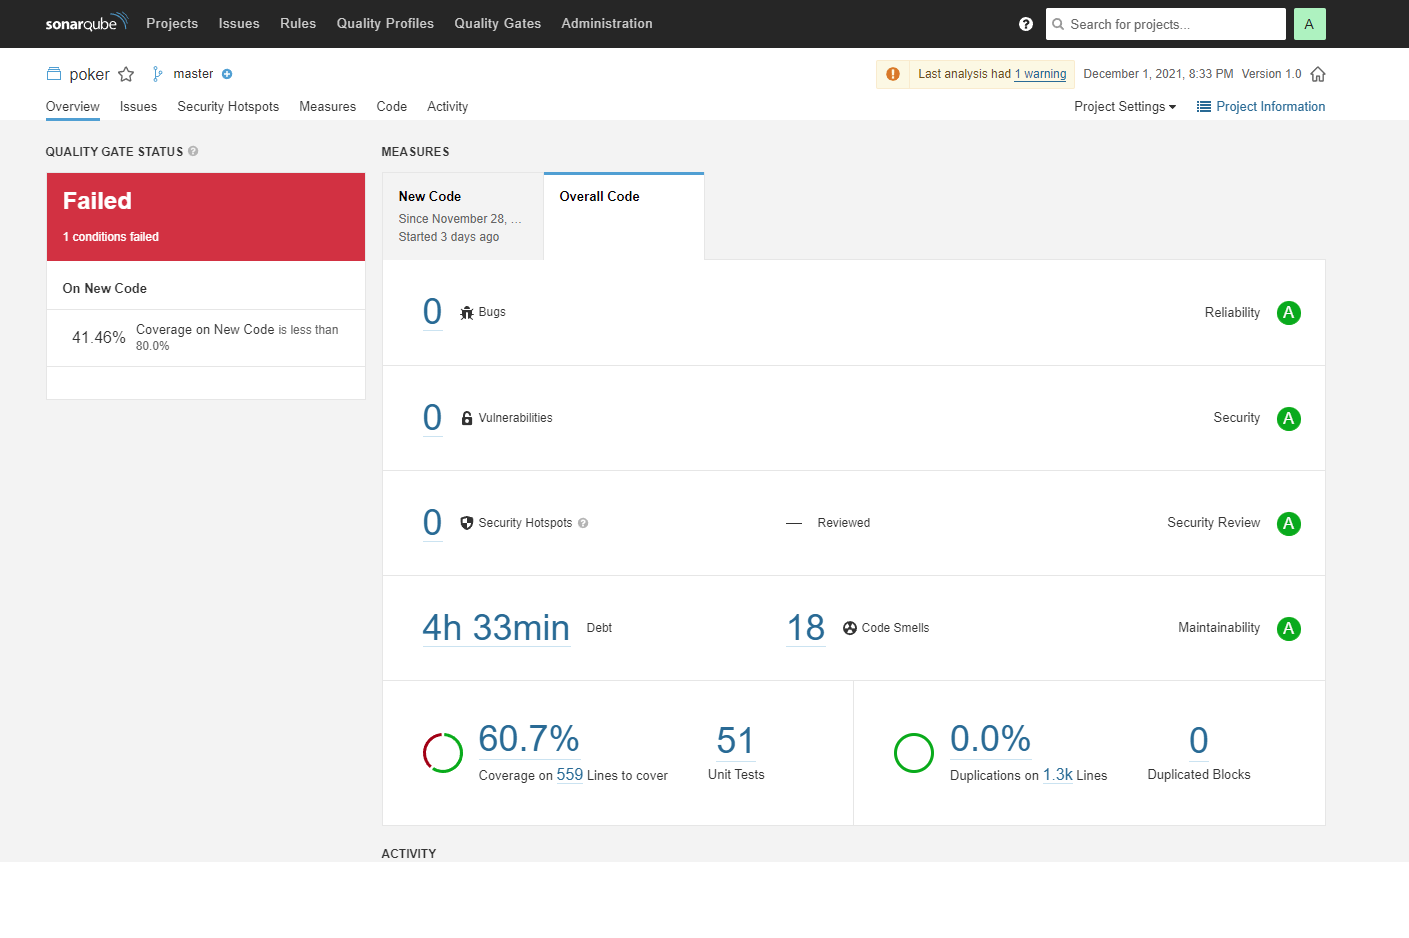 sonarqube Projects Issues Rules Quality Profiles Quality Gates Administration ? Search for projects... A
poker master Last analysis had 1 warning December 1, 2021, 8:33 PM Version 1.0
Overview Issues Security Hotspots Measures Code Activity Project Settings Project Information
QUALITY GATE STATUS ?
Failed
1 conditions failed
On New Code
41.46% Coverage on New Code is less than
80.0%
MEASURES
New Code
Since November 28, ...
Started 3 days ago
Overall Code
0 Bugs Reliability A
0 Vulnerabilities Security A
0 Security Hotspots ? — Reviewed Security Review A
4h 33min Debt 18 Code Smells Maintainability A
60.7%
Coverage on 559 Lines to cover
51
Unit Tests
0.0%
Duplications on 1.3k Lines
0
Duplicated Blocks
ACTIVITY